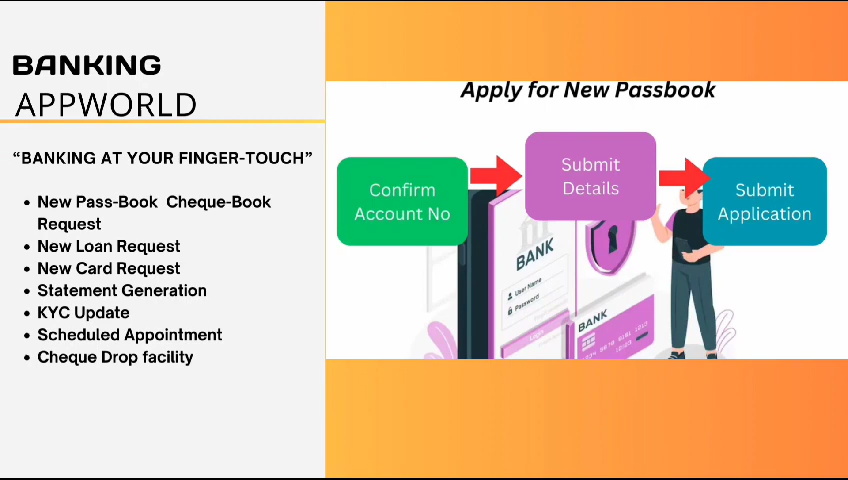 BANKING
APPWORLD
“BANKING AT YOUR FINGER-TOUCH”
• New Pass-Book Cheque-Book
Request
• New Loan Request
• New Card Request
• Statement Generation
• KYC Update
• Scheduled Appointment
• Cheque Drop facility
Apply for New Passbook
Confirm
Account No
Submit
Details
Submit
Application
BANK
User Name
Password
BANK